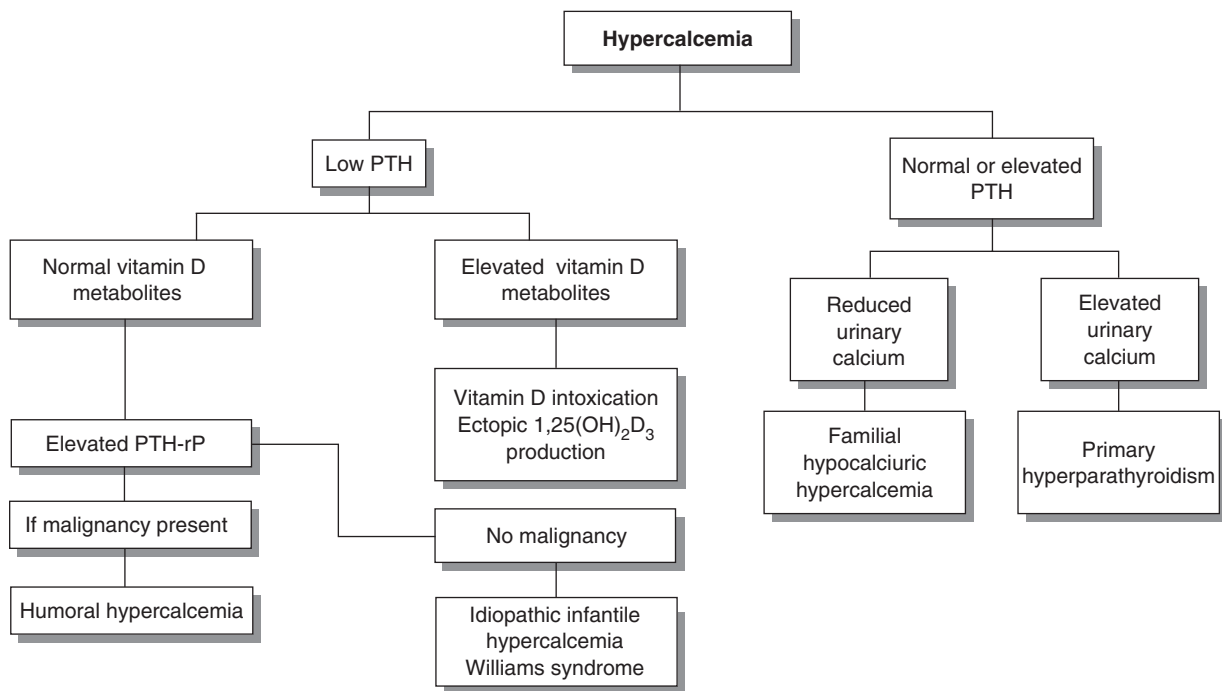 Hypercalcemia
Low PTH
Normal or elevated
PTH
Normal vitamin D
metabolites
Elevated vitamin D
metabolites
Reduced
urinary
calcium
Elevated
urinary
calcium
Vitamin D intoxication
Ectopic 1,25(OH)₂D₃
production
Elevated PTH-rP
Familial
hypocalciuric
hypercalcemia
Primary
hyperparathyroidism
If malignancy present
No malignancy
Humoral hypercalcemia
Idiopathic infantile
hypercalcemia
Williams syndrome